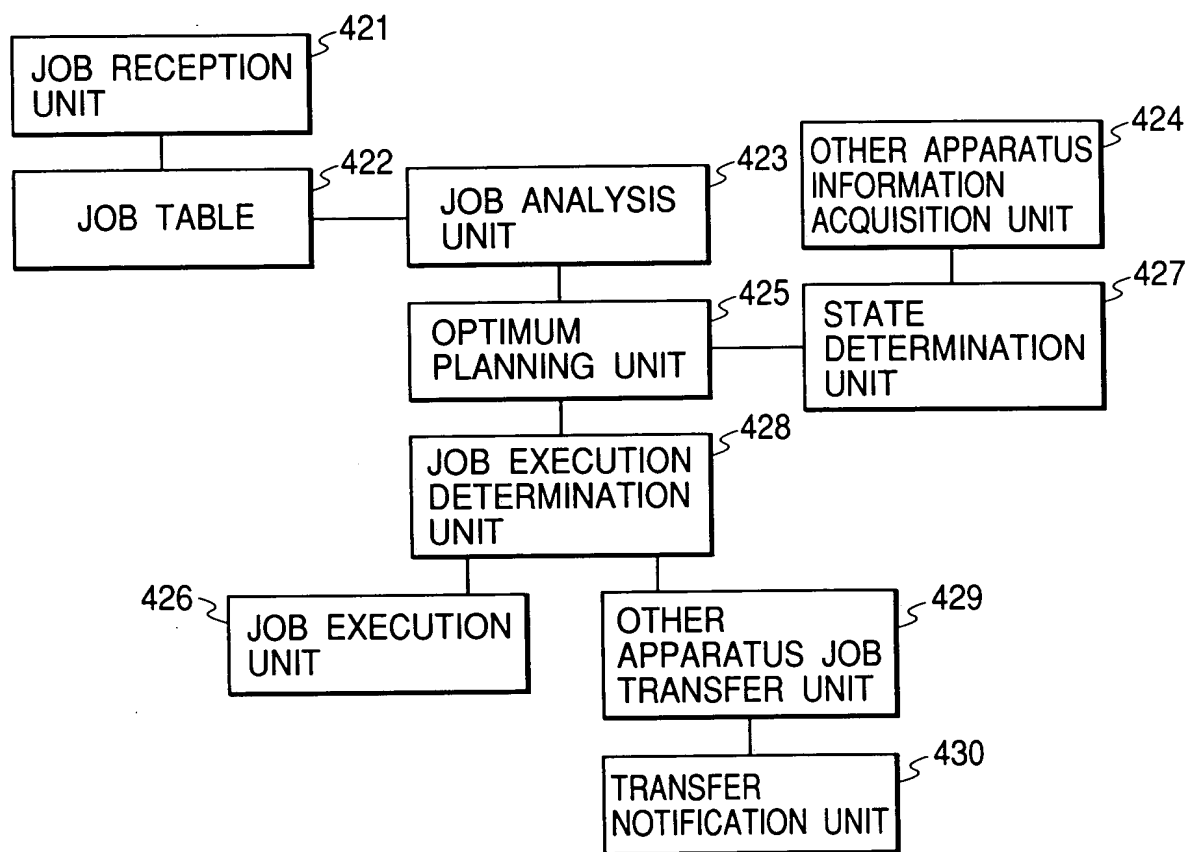 421
JOB RECEPTION
UNIT
422
JOB TABLE
423
JOB ANALYSIS
UNIT
424
OTHER APPARATUS
INFORMATION
ACQUISITION UNIT
425
OPTIMUM
PLANNING UNIT
427
STATE
DETERMINATION
UNIT
428
JOB EXECUTION
DETERMINATION
UNIT
426
JOB EXECUTION
UNIT
429
OTHER
APPARATUS JOB
TRANSFER UNIT
430
TRANSFER
NOTIFICATION UNIT